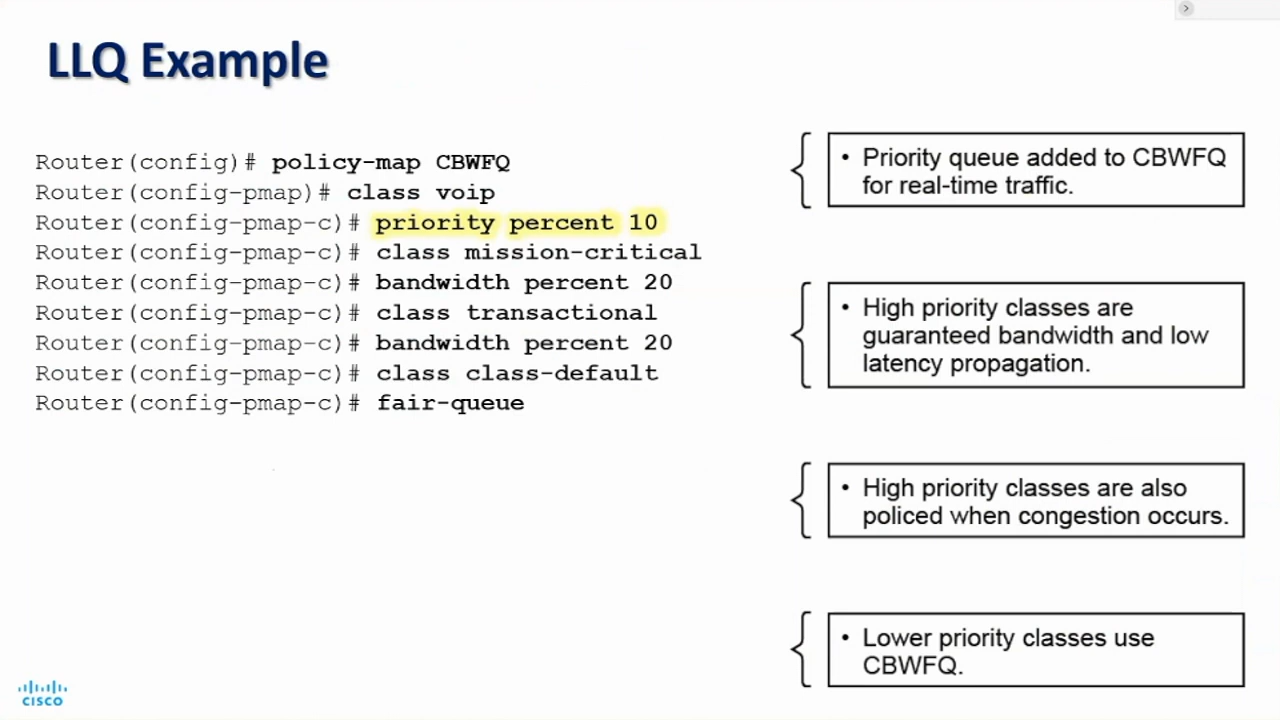 LLQ Example
Router(config)# policy-map CBWFQ
Router(config-pmap)# class voip
Router(config-pmap-c)# priority percent 10
Router(config-pmap-c)# class mission-critical
Router(config-pmap-c)# bandwidth percent 20
Router(config-pmap-c)# class transactional
Router(config-pmap-c)# bandwidth percent 20
Router(config-pmap-c)# class class-default
Router(config-pmap-c)# fair-queue
• Priority queue added to CBWFQ
for real-time traffic.
• High priority classes are
guaranteed bandwidth and low
latency propagation.
• High priority classes are also
policed when congestion occurs.
• Lower priority classes use
CBWFQ.
CISCO